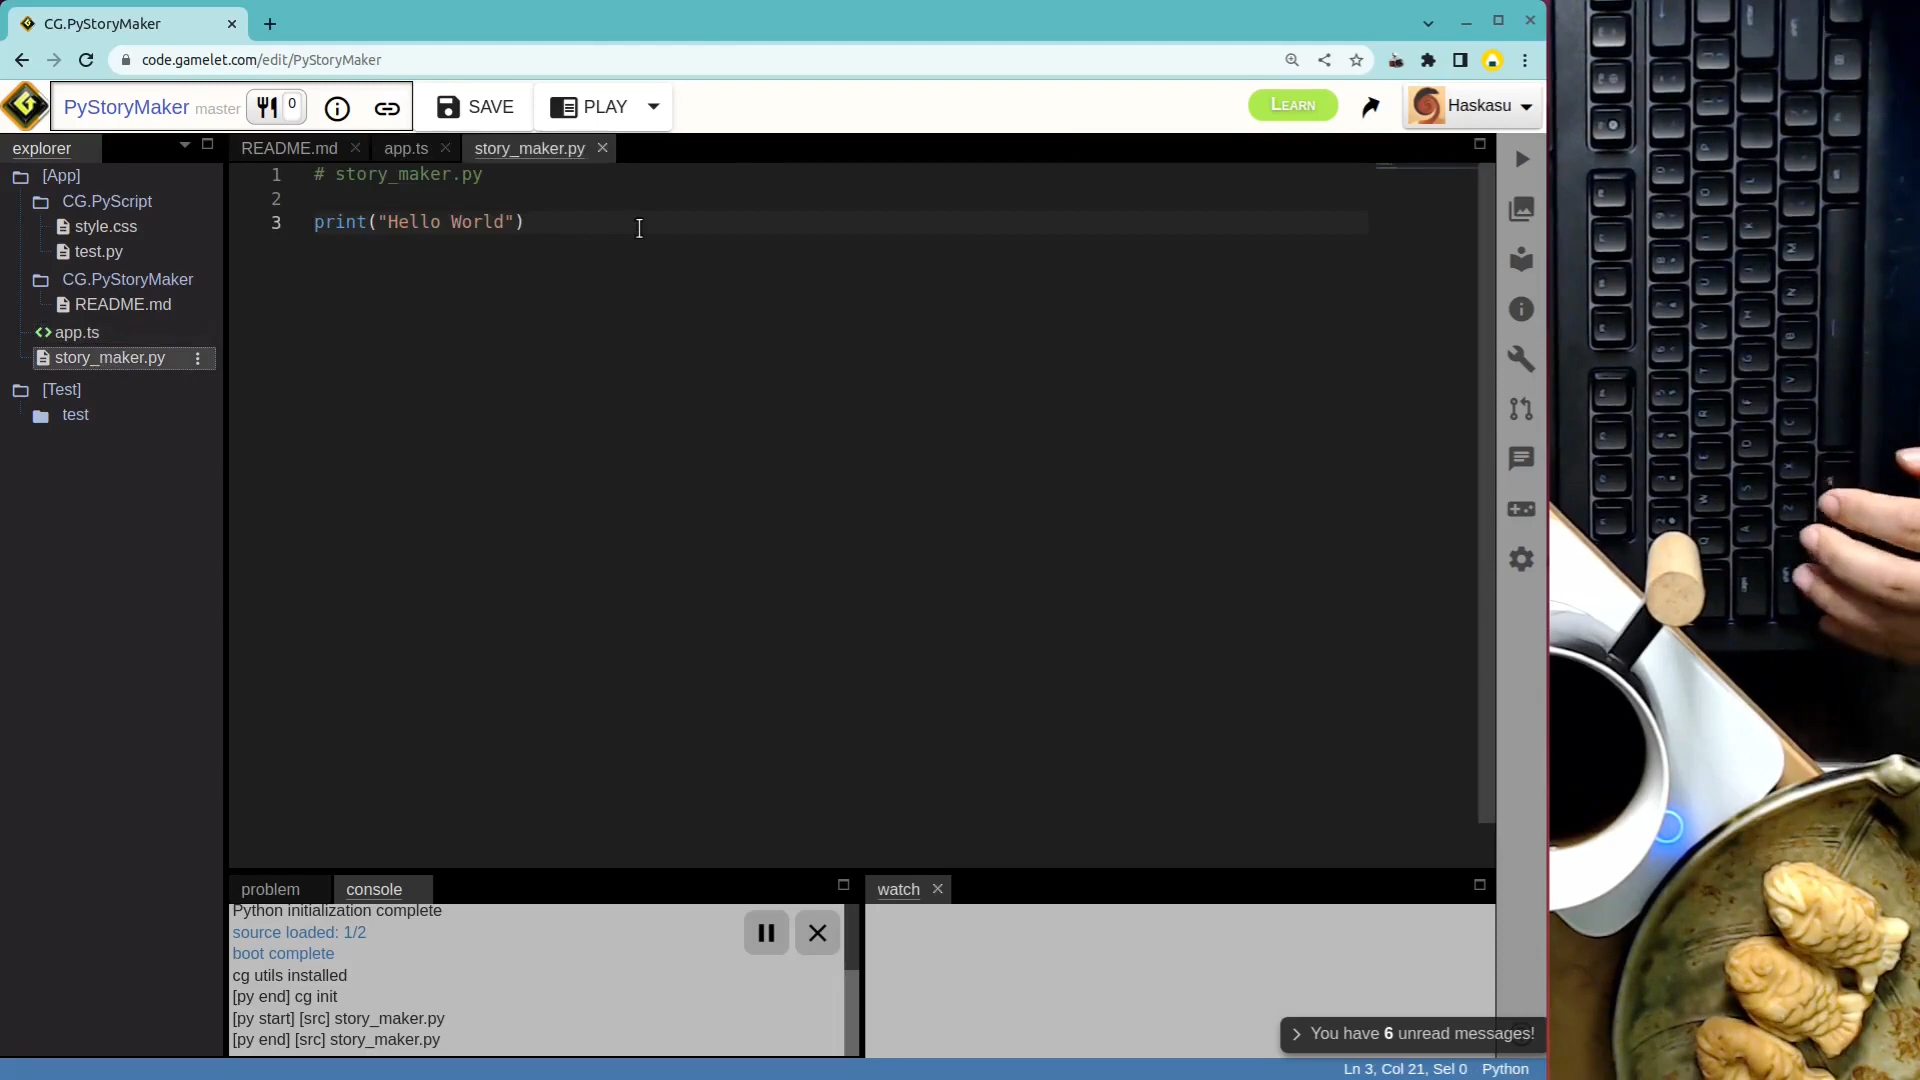 CG.PyStoryMaker
code.gamelet.com/edit/PyStoryMaker
PyStoryMaker master 0 SAVE PLAY LEARN Haskasu
explorer
[App]
CG.PyScript
style.css
test.py
CG.PyStoryMaker
README.md
app.ts
story_maker.py
[Test]
test
README.md app.ts story_maker.py
1 # story_maker.py
2
3 print("Hello World")
problem console
Python initialization complete
source loaded: 1/2
boot complete
cg utils installed
[py end] cg init
[py start] [src] story_maker.py
[py end] [src] story_maker.py
watch
You have 6 unread messages!
Ln 3, Col 21, Sel 0 Python